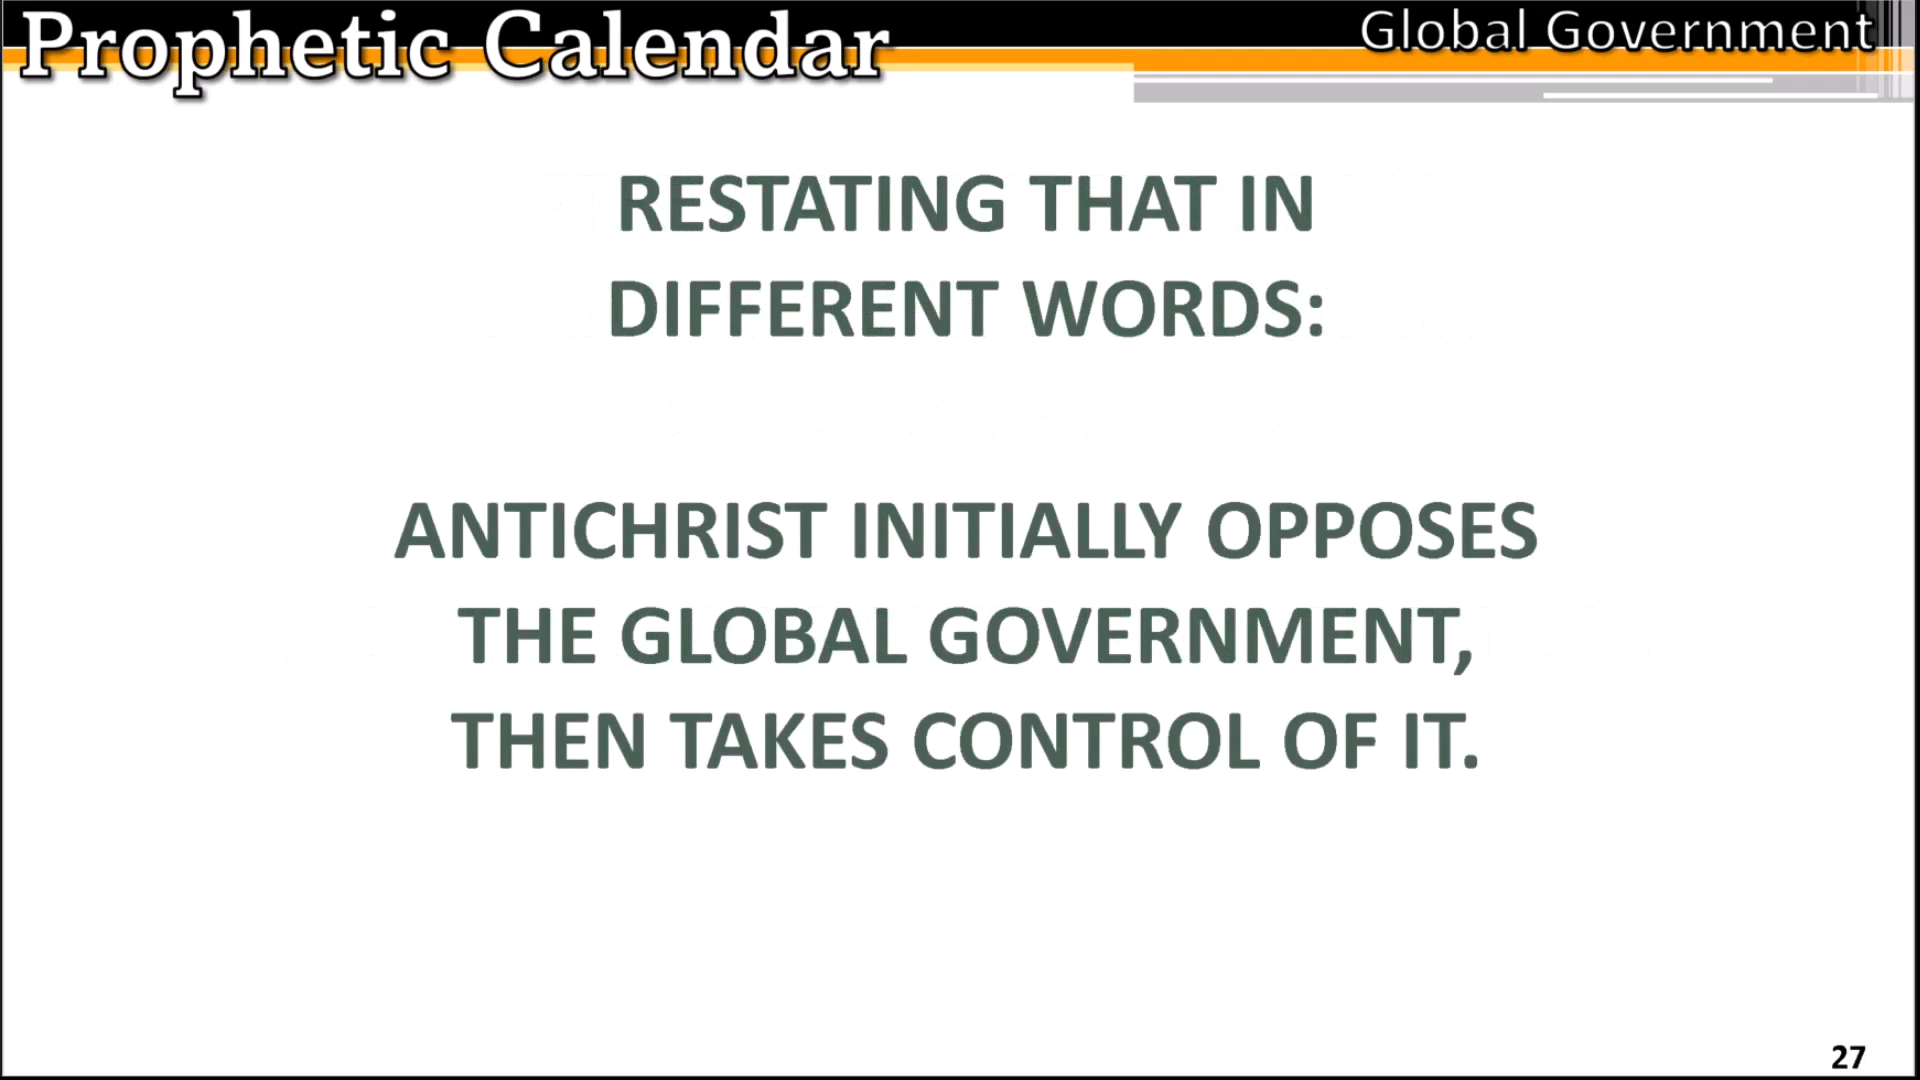 Prophetic Calendar
Global Government
RESTATING THAT IN
DIFFERENT WORDS:
ANTICHRIST INITIALLY OPPOSES
THE GLOBAL GOVERNMENT,
THEN TAKES CONTROL OF IT.
27